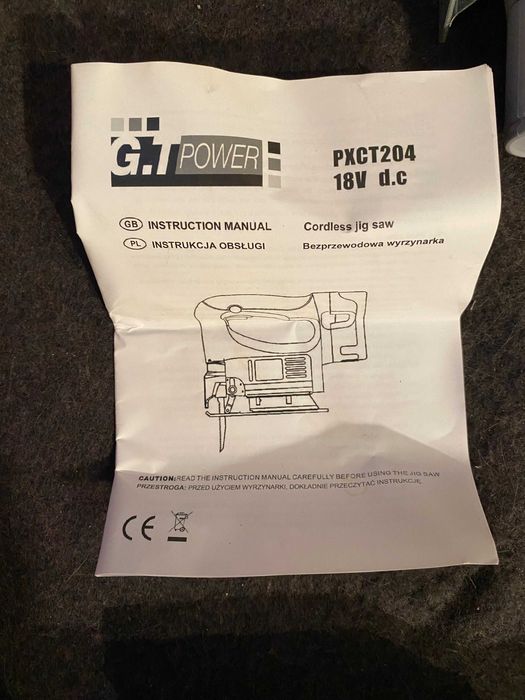 G.T POWER
PXCT204
18V d.c
GB INSTRUCTION MANUAL Cordless jig saw
PL INSTRUKCJA OBSŁUGI Bezprzewodowa wyrzynarka
CAUTION: READ THE INSTRUCTION MANUAL CAREFULLY BEFORE USING THE JIG SAW
PRZESTROGA: PRZED UŻYCIEM WYRZYNARKI, DOKŁADNIE PRZECZYTAĆ INSTRUKCJĘ
CE